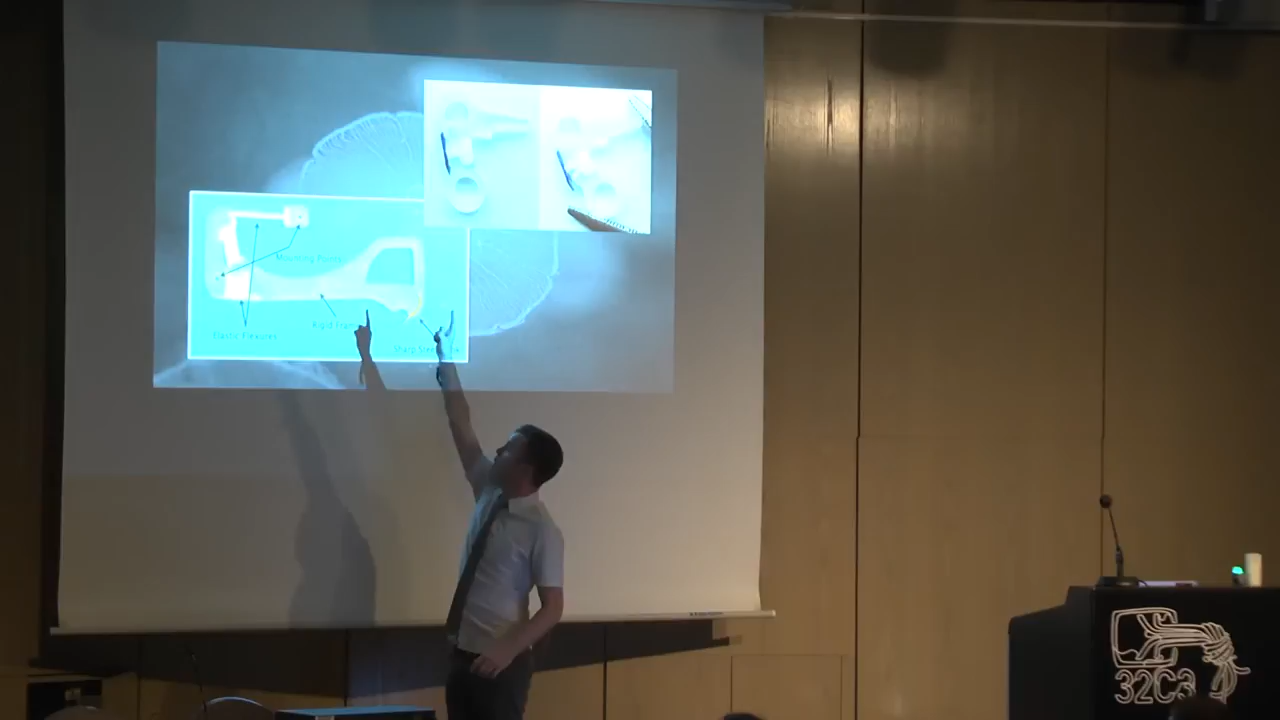 Mounting Points
Rigid Frame
Elastic Flexures
Sharp Steel
32C3